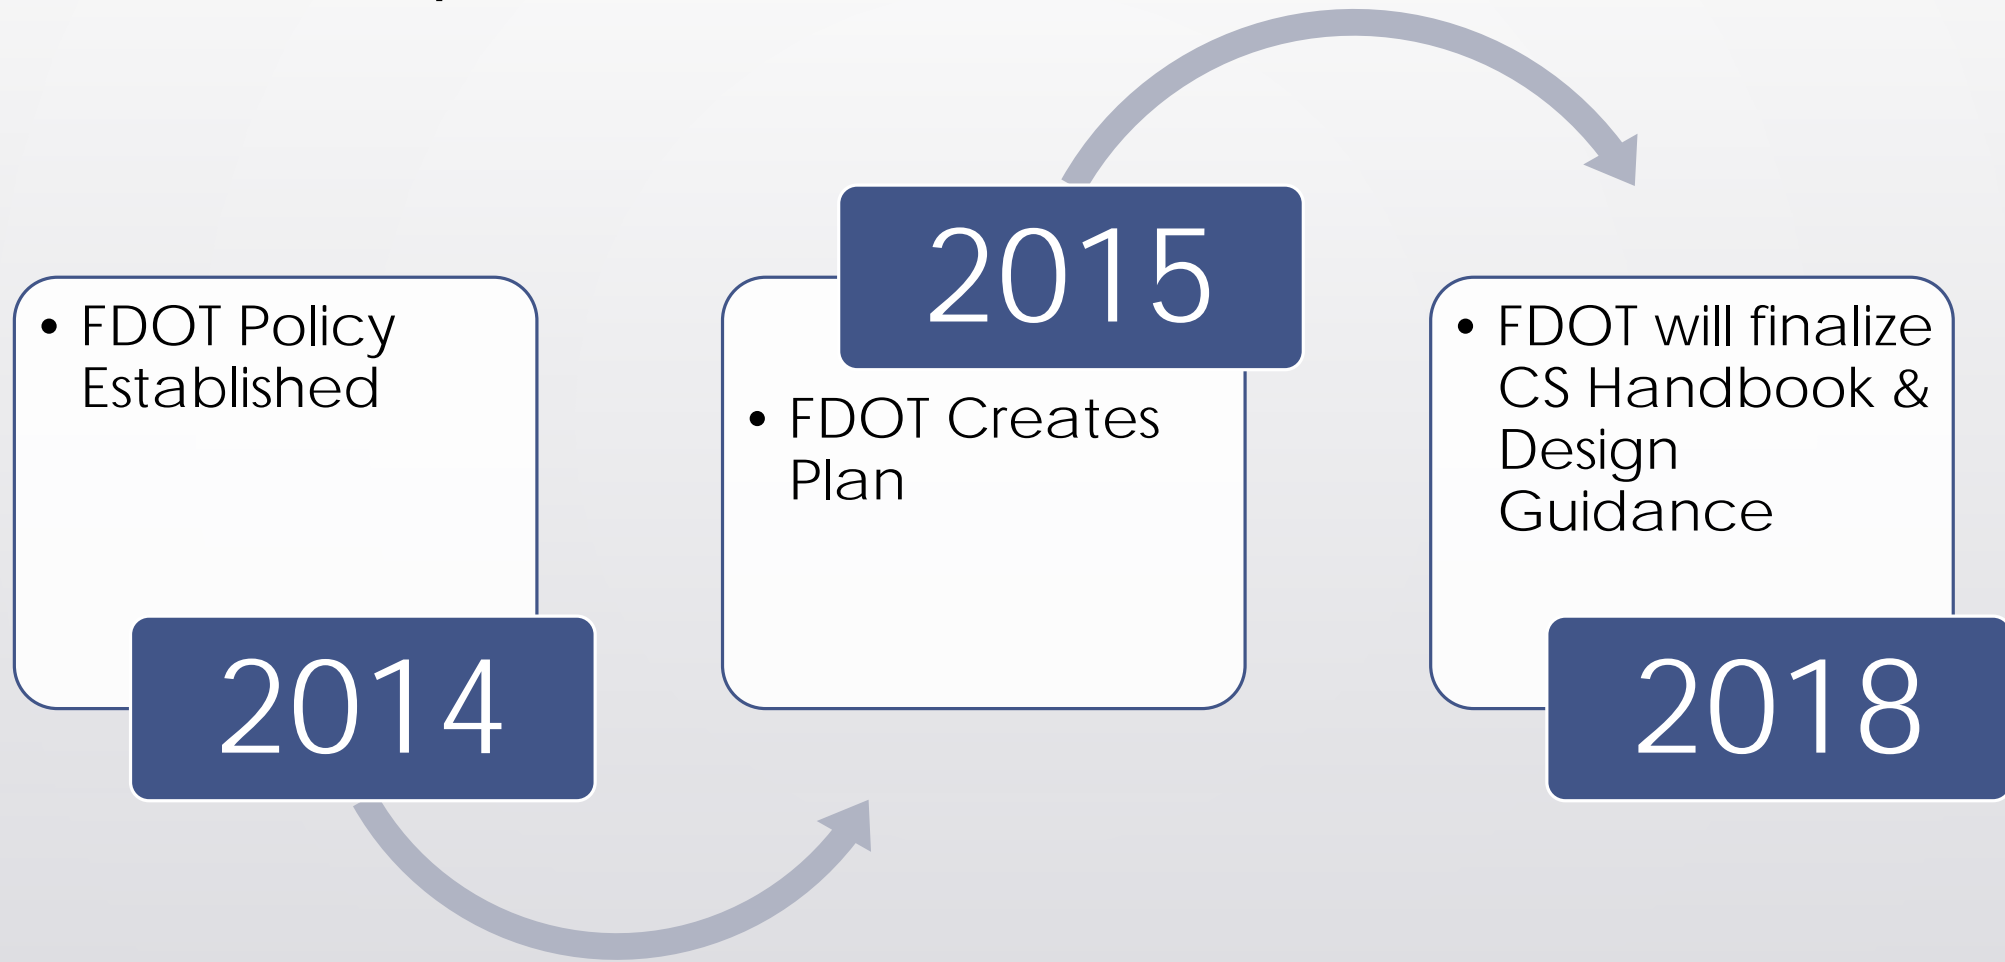 • FDOT Policy
Established
2014
2015
• FDOT Creates
Plan
• FDOT will finalize
CS Handbook &
Design
Guidance
2018